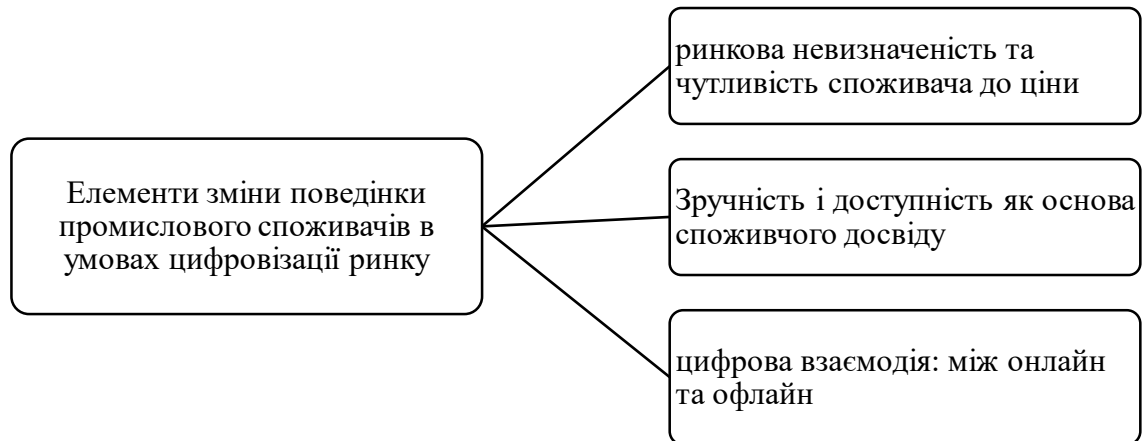 Елементи зміни поведінки
промислового споживачів в
умовах цифровізації ринку
ринкова невизначеність та
чутливість споживача до ціни
Зручність і доступність як основа
споживчого досвіду
цифрова взаємодія: між онлайн
та офлайн